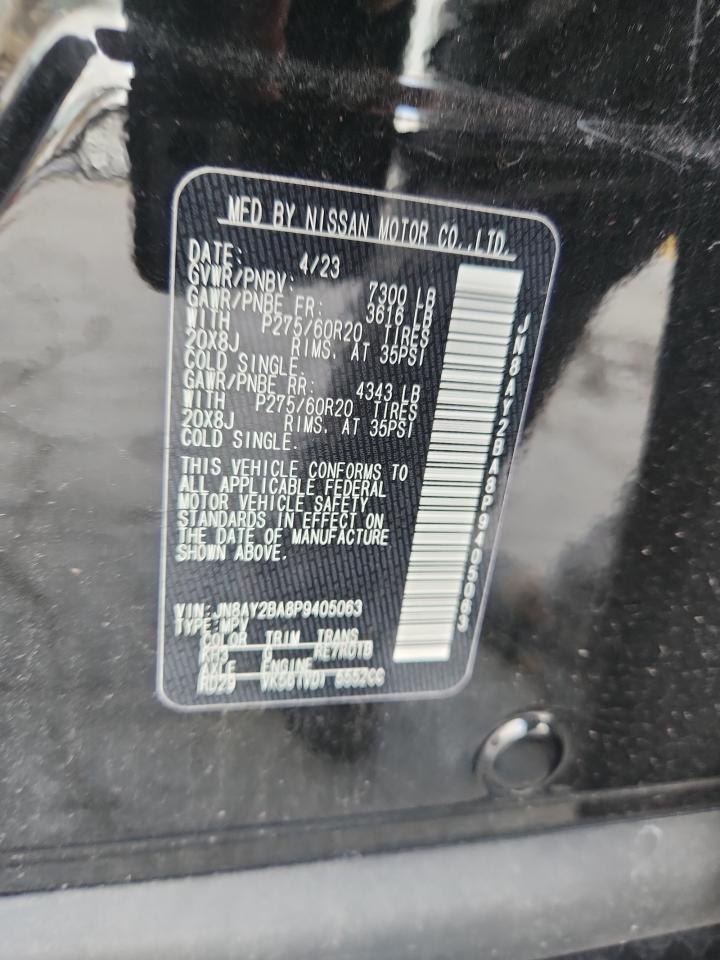 MFD BY NISSAN MOTOR CO.,LTD.
DATE: 4/23
GVWR/PNBV: 7300 LB
GAWR/PNBE FR: 3616 LB
WITH P275/60R20 TIRES
20X8J RIMS, AT 35PSI
COLD SINGLE.
GAWR/PNBE RR: 4343 LB
WITH P275/60R20 TIRES
20X8J RIMS, AT 35PSI
COLD SINGLE.
THIS VEHICLE CONFORMS TO
ALL APPLICABLE FEDERAL
MOTOR VEHICLE SAFETY
STANDARDS IN EFFECT ON
THE DATE OF MANUFACTURE
SHOWN ABOVE.
VIN:JN8AY2BA8P9405063
TYPE:MPV
COLOR TRIM TRANS
KH3 G RE7R01B
AXLE ENGINE
5552CC
JN8AY2BA8P9405063